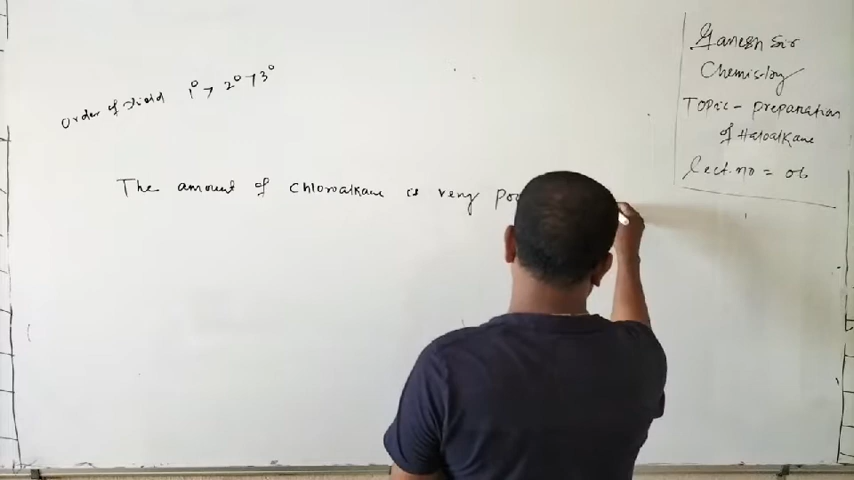 Order of Yield 1° > 2° > 3°
The amount of chloroalkane is very
Ganesh Sir
Chemistry
Topic - preparation
of Haloalkane
Lect. no = 06